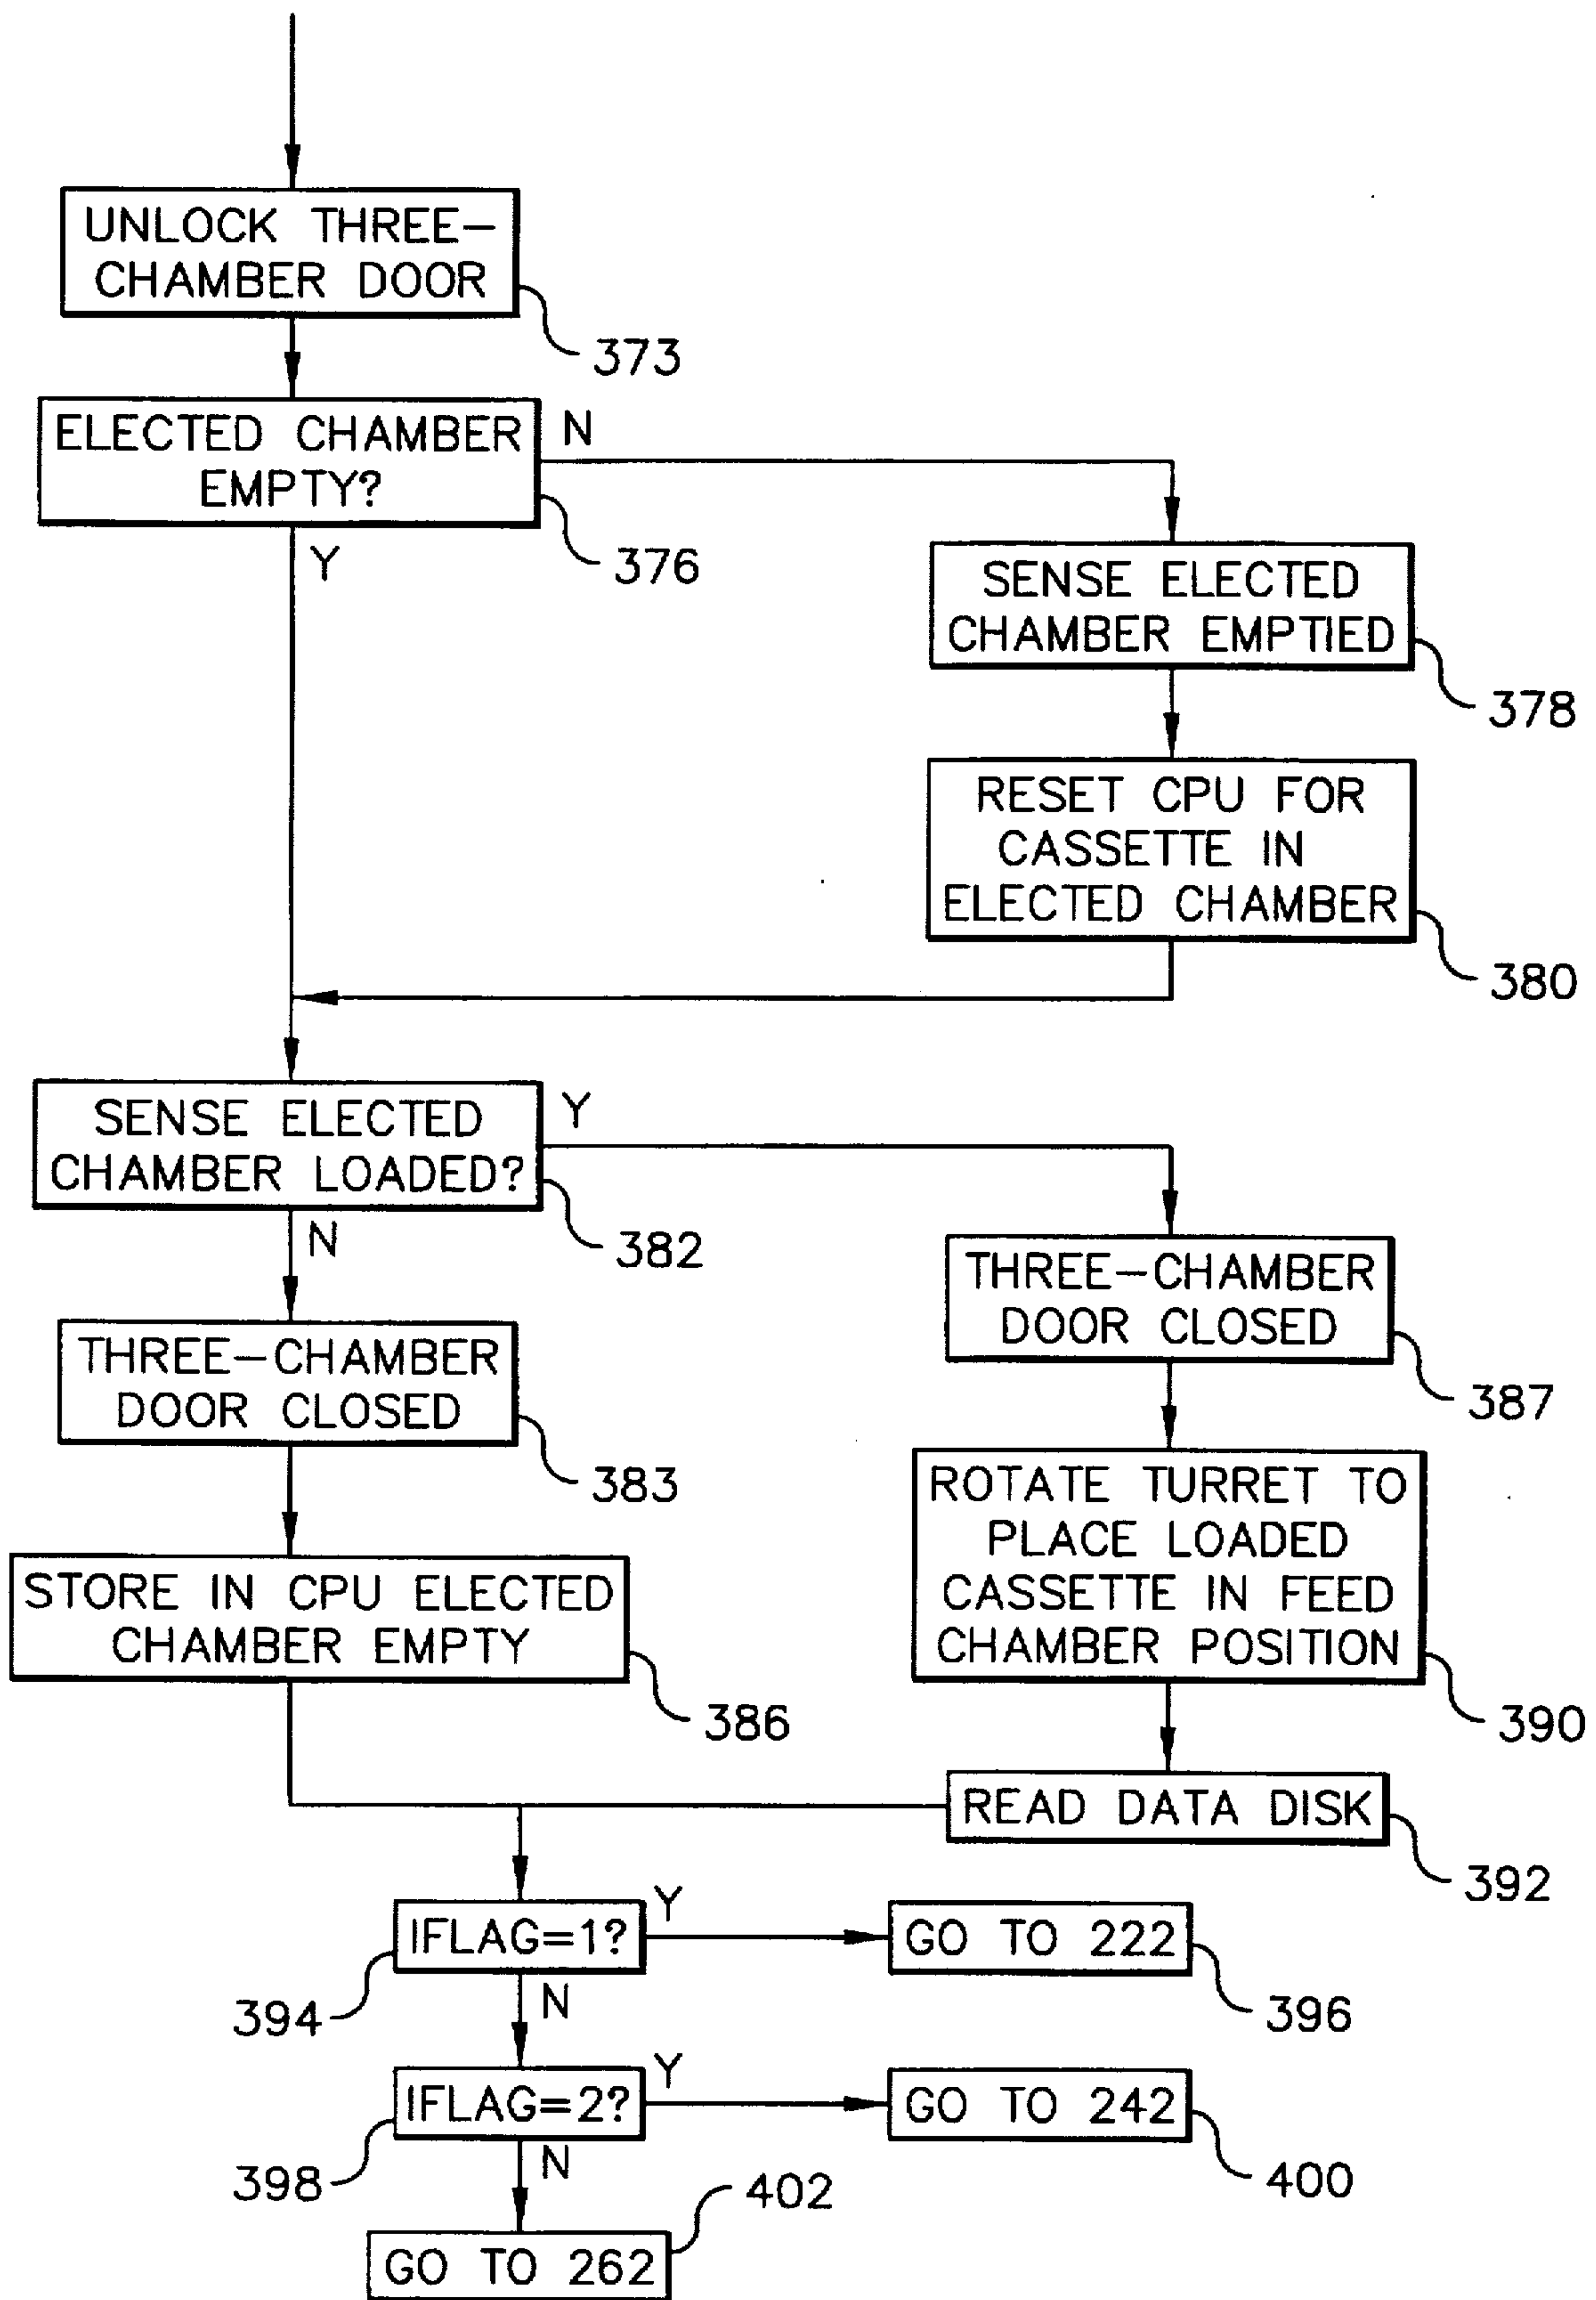 UNLOCK THREE-
CHAMBER DOOR
373
ELECTED CHAMBER
EMPTY?
N
Y
376
SENSE ELECTED
CHAMBER EMPTIED
378
RESET CPU FOR
CASSETTE IN
ELECTED CHAMBER
380
SENSE ELECTED
CHAMBER LOADED?
Y
N
382
THREE-CHAMBER
DOOR CLOSED
383
THREE-CHAMBER
DOOR CLOSED
387
STORE IN CPU ELECTED
CHAMBER EMPTY
386
ROTATE TURRET TO
PLACE LOADED
CASSETTE IN FEED
CHAMBER POSITION
390
READ DATA DISK
392
IFLAG=1?
Y
394
N
GO TO 222
396
IFLAG=2?
Y
398
N
GO TO 242
400
402
GO TO 262